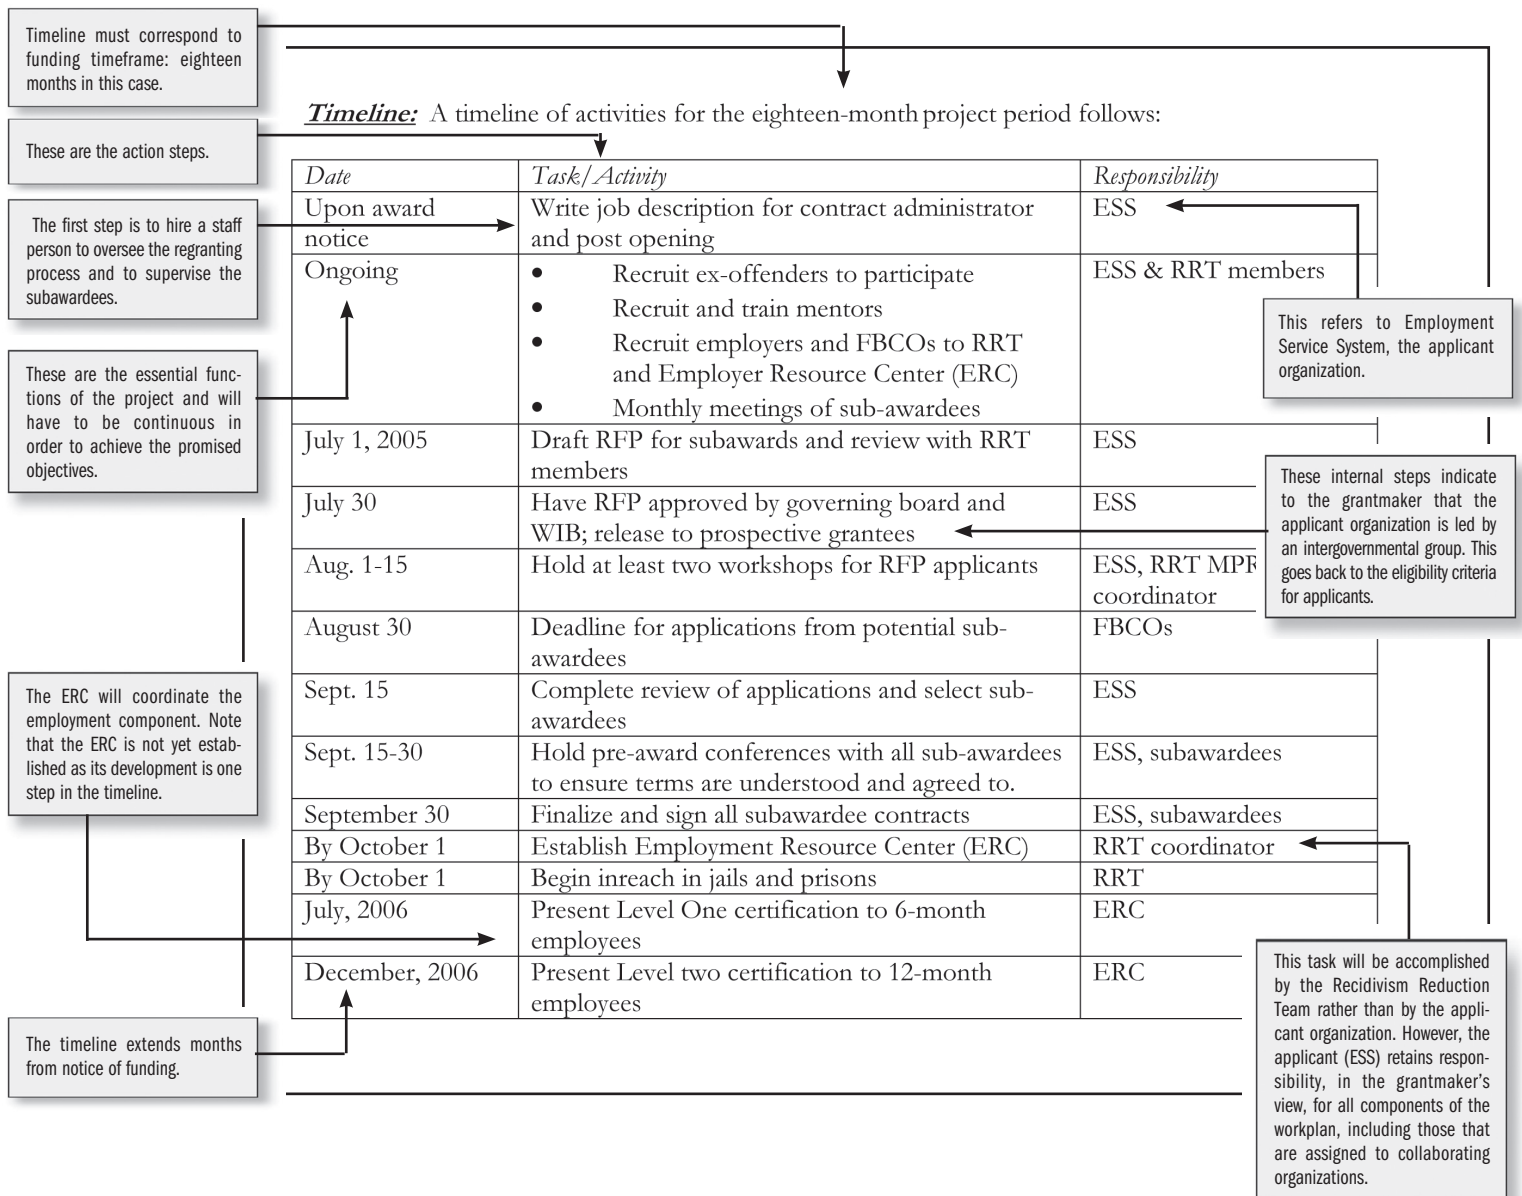 Timeline must correspond to
funding timeframe: eighteen
months in this case.
Timeline: A timeline of activities for the eighteen-month project period follows:
These are the action steps.
Date Task/Activity Responsibility
The first step is to hire a staff
person to oversee the regranting
process and to supervise the
subawardees.
Upon award Write job description for contract administrator ESS
notice and post opening
Ongoing • Recruit ex-offenders to participate ESS & RRT members
• Recruit and train mentors
• Recruit employers and FBCOs to RRT
and Employer Resource Center (ERC)
• Monthly meetings of sub-awardees
This refers to Employment
Service System, the applicant
organization.
These are the essential func-
tions of the project and will
have to be continuous in
order to achieve the promised
objectives.
July 1, 2005 Draft RFP for subawards and review with RRT ESS
members
July 30 Have RFP approved by governing board and ESS
WIB; release to prospective grantees
These internal steps indicate
to the grantmaker that the
applicant organization is led by
an intergovernmental group. This
goes back to the eligibility criteria
for applicants.
Aug. 1-15 Hold at least two workshops for RFP applicants ESS, RRT MPR
coordinator
August 30 Deadline for applications from potential sub- FBCOs
awardees
Sept. 15 Complete review of applications and select sub- ESS
awardees
The ERC will coordinate the
employment component. Note
that the ERC is not yet estab-
lished as its development is one
step in the timeline.
Sept. 15-30 Hold pre-award conferences with all sub-awardees ESS, subawardees
to ensure terms are understood and agreed to.
September 30 Finalize and sign all subawardee contracts ESS, subawardees
By October 1 Establish Employment Resource Center (ERC) RRT coordinator
By October 1 Begin inreach in jails and prisons RRT
July, 2006 Present Level One certification to 6-month ERC
employees
December, 2006 Present Level two certification to 12-month ERC
employees
The timeline extends months
from notice of funding.
This task will be accomplished
by the Recidivism Reduction
Team rather than by the appli-
cant organization. However, the
applicant (ESS) retains respon-
sibility, in the grantmaker's
view, for all components of the
workplan, including those that
are assigned to collaborating
organizations.